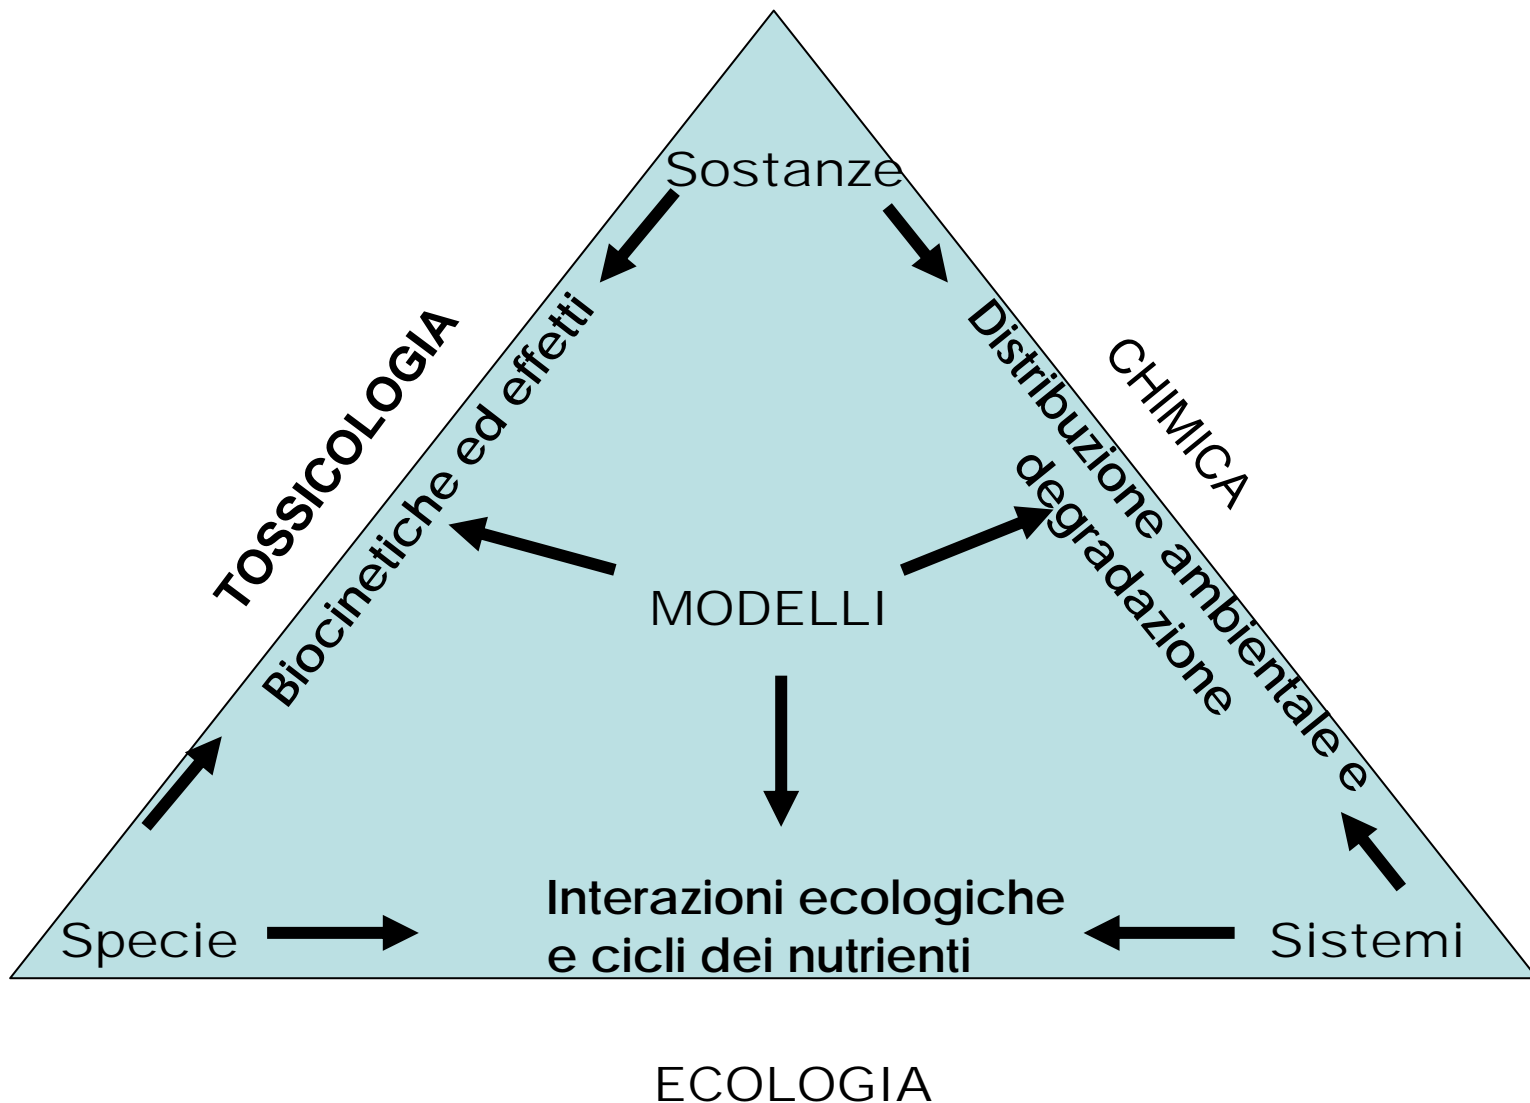 Sostanze
TOSSICOLOGIA
Biocinetiche ed effetti
Distribuzione ambientale e
degradazione
CHIMICA
MODELLI
Specie
Interazioni ecologiche
e cicli dei nutrienti
Sistemi
ECOLOGIA